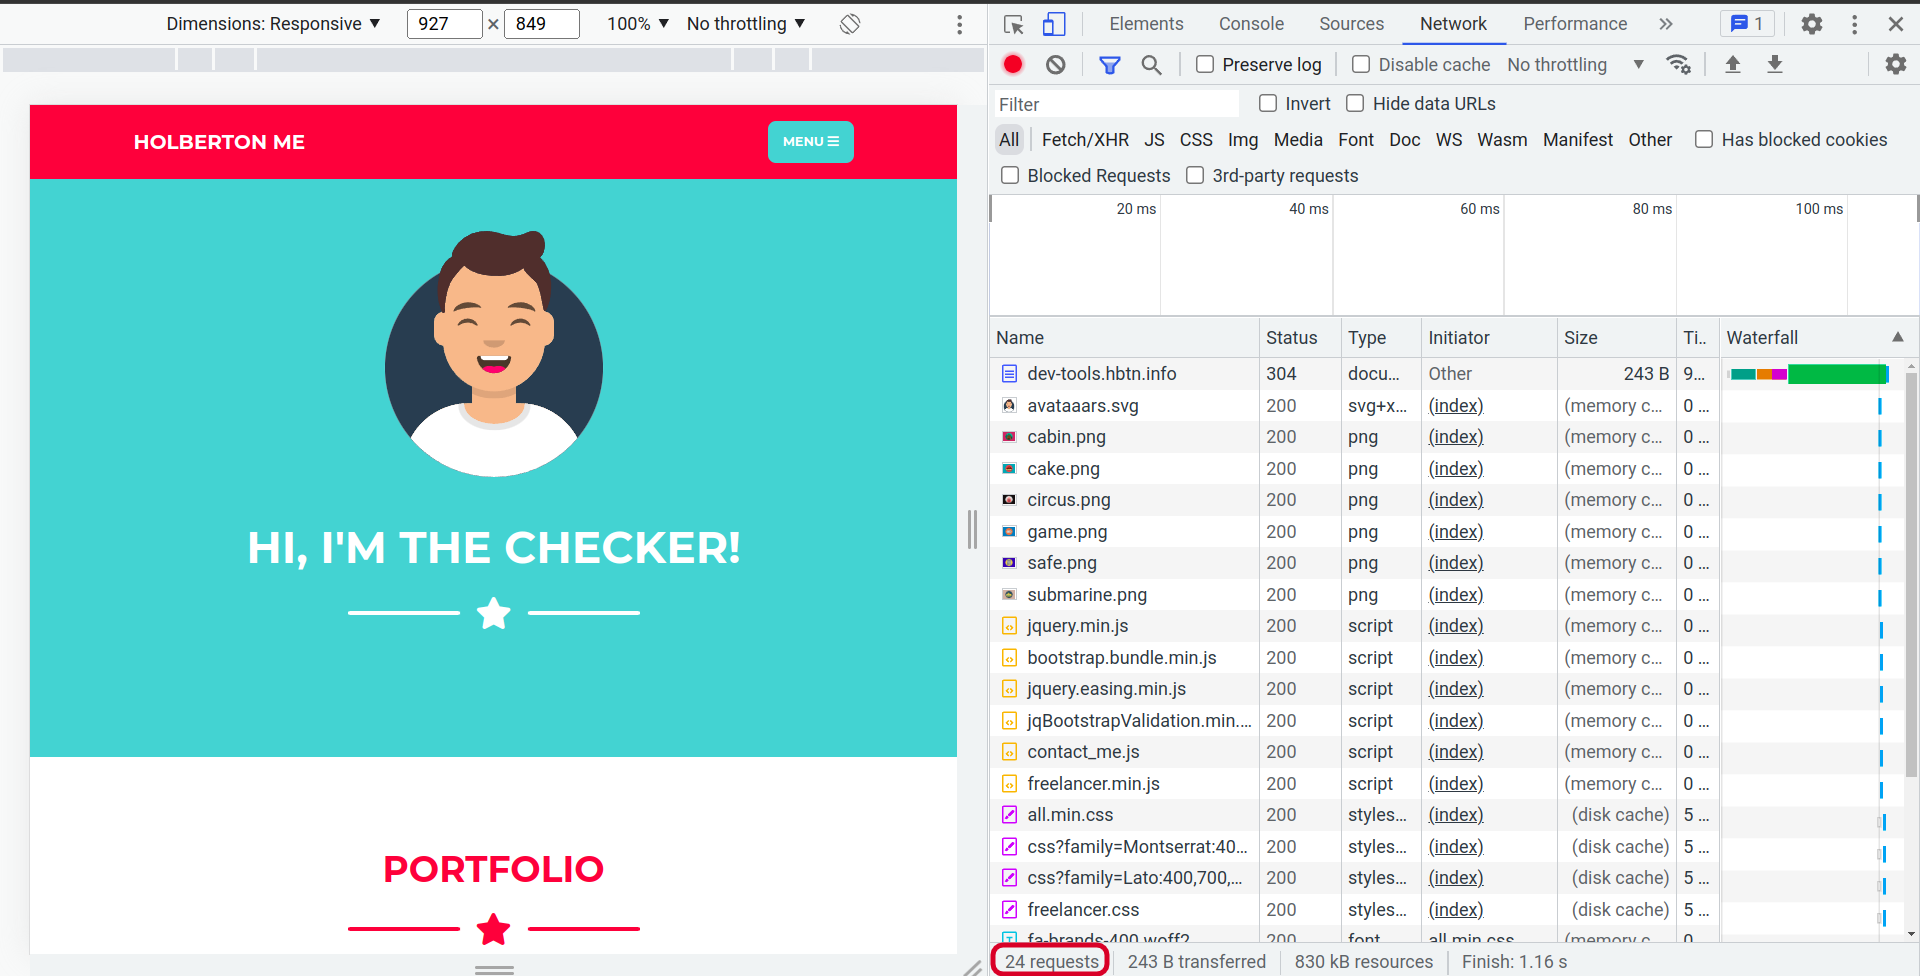 Dimensions: Responsive ▼ 927 × 849 100% ▼ No throttling ▼
HOLBERTON ME
MENU
HI, I'M THE CHECKER!
PORTFOLIO
Elements Console Sources Network Performance » 1
Preserve log Disable cache No throttling ▼
Filter Invert Hide data URLs
All Fetch/XHR JS CSS Img Media Font Doc WS Wasm Manifest Other Has blocked cookies
Blocked Requests 3rd-party requests
20 ms 40 ms 60 ms 80 ms 100 ms
Name Status Type Initiator Size Ti.. Waterfall ▲
dev-tools.hbtn.info 304 docu... Other 243 B 9...
avataaars.svg 200 svg+x... (index) (memory c... 0 ...
cabin.png 200 png (index) (memory c... 0 ...
cake.png 200 png (index) (memory c... 0 ...
circus.png 200 png (index) (memory c... 0 ...
game.png 200 png (index) (memory c... 0 ...
safe.png 200 png (index) (memory c... 0 ...
submarine.png 200 png (index) (memory c... 0 ...
jquery.min.js 200 script (index) (memory c... 0 ...
bootstrap.bundle.min.js 200 script (index) (memory c... 0 ...
jquery.easing.min.js 200 script (index) (memory c... 0 ...
jqBootstrapValidation.min.... 200 script (index) (memory c... 0 ...
contact_me.js 200 script (index) (memory c... 0 ...
freelancer.min.js 200 script (index) (memory c... 0 ...
all.min.css 200 styles... (index) (disk cache) 5 ...
css?family=Montserrat:40... 200 styles... (index) (disk cache) 5 ...
css?family=Lato:400,700,... 200 styles... (index) (disk cache) 5 ...
freelancer.css 200 styles... (index) (disk cache) 5 ...
fa-brands-400.woff2 200 font all.min.css (memory c... 0 ...
24 requests 243 B transferred 830 kB resources Finish: 1.16 s